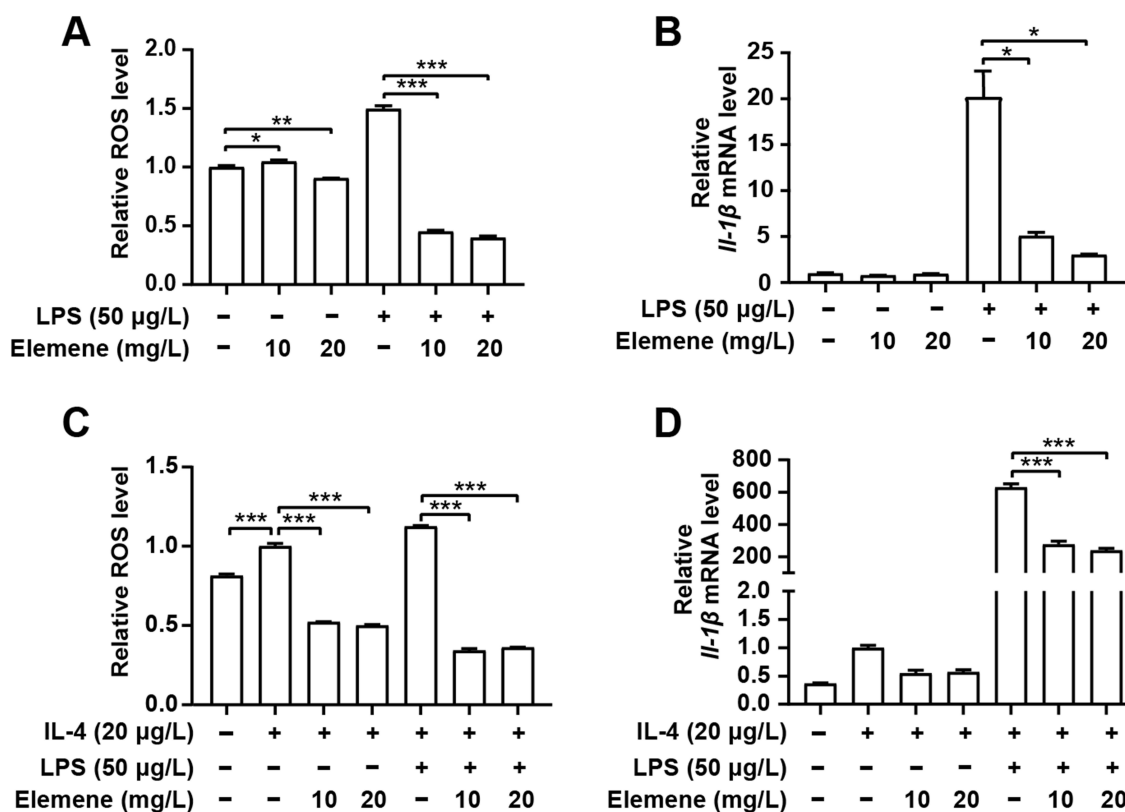 A
Relative ROS level
2.0
1.5
1.0
0.5
0.0
*
**
***
***
LPS (50 µg/L) − − − + + +
Elemene (mg/L) − 10 20 − 10 20
B
Relative
Il-1β mRNA level
25
20
15
10
5
0
*
*
LPS (50 µg/L) − − − + + +
Elemene (mg/L) − 10 20 − 10 20
C
Relative ROS level
1.5
1.0
0.5
0.0
***
***
***
***
***
IL-4 (20 µg/L) − + + + + + +
LPS (50 µg/L) − − − − + + +
Elemene (mg/L) − − 10 20 − 10 20
D
Relative
Il-1β mRNA level
800
600
400
200
2.0
1.5
1.0
0.5
0.0
***
***
IL-4 (20 µg/L) − + + + + + +
LPS (50 µg/L) − − − − + + +
Elemene (mg/L) − − 10 20 − 10 20